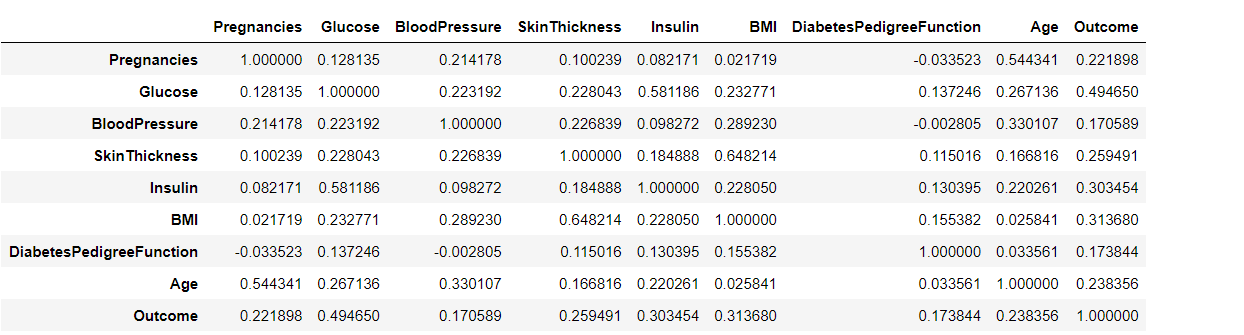 Pregnancies Glucose BloodPressure SkinThickness Insulin BMI DiabetesPedigreeFunction Age Outcome
Pregnancies 1.000000 0.128135 0.214178 0.100239 0.082171 0.021719 -0.033523 0.544341 0.221898
Glucose 0.128135 1.000000 0.223192 0.228043 0.581186 0.232771 0.137246 0.267136 0.494650
BloodPressure 0.214178 0.223192 1.000000 0.226839 0.098272 0.289230 -0.002805 0.330107 0.170589
SkinThickness 0.100239 0.228043 0.226839 1.000000 0.184888 0.648214 0.115016 0.166816 0.259491
Insulin 0.082171 0.581186 0.098272 0.184888 1.000000 0.228050 0.130395 0.220261 0.303454
BMI 0.021719 0.232771 0.289230 0.648214 0.228050 1.000000 0.155382 0.025841 0.313680
DiabetesPedigreeFunction -0.033523 0.137246 -0.002805 0.115016 0.130395 0.155382 1.000000 0.033561 0.173844
Age 0.544341 0.267136 0.330107 0.166816 0.220261 0.025841 0.033561 1.000000 0.238356
Outcome 0.221898 0.494650 0.170589 0.259491 0.303454 0.313680 0.173844 0.238356 1.000000